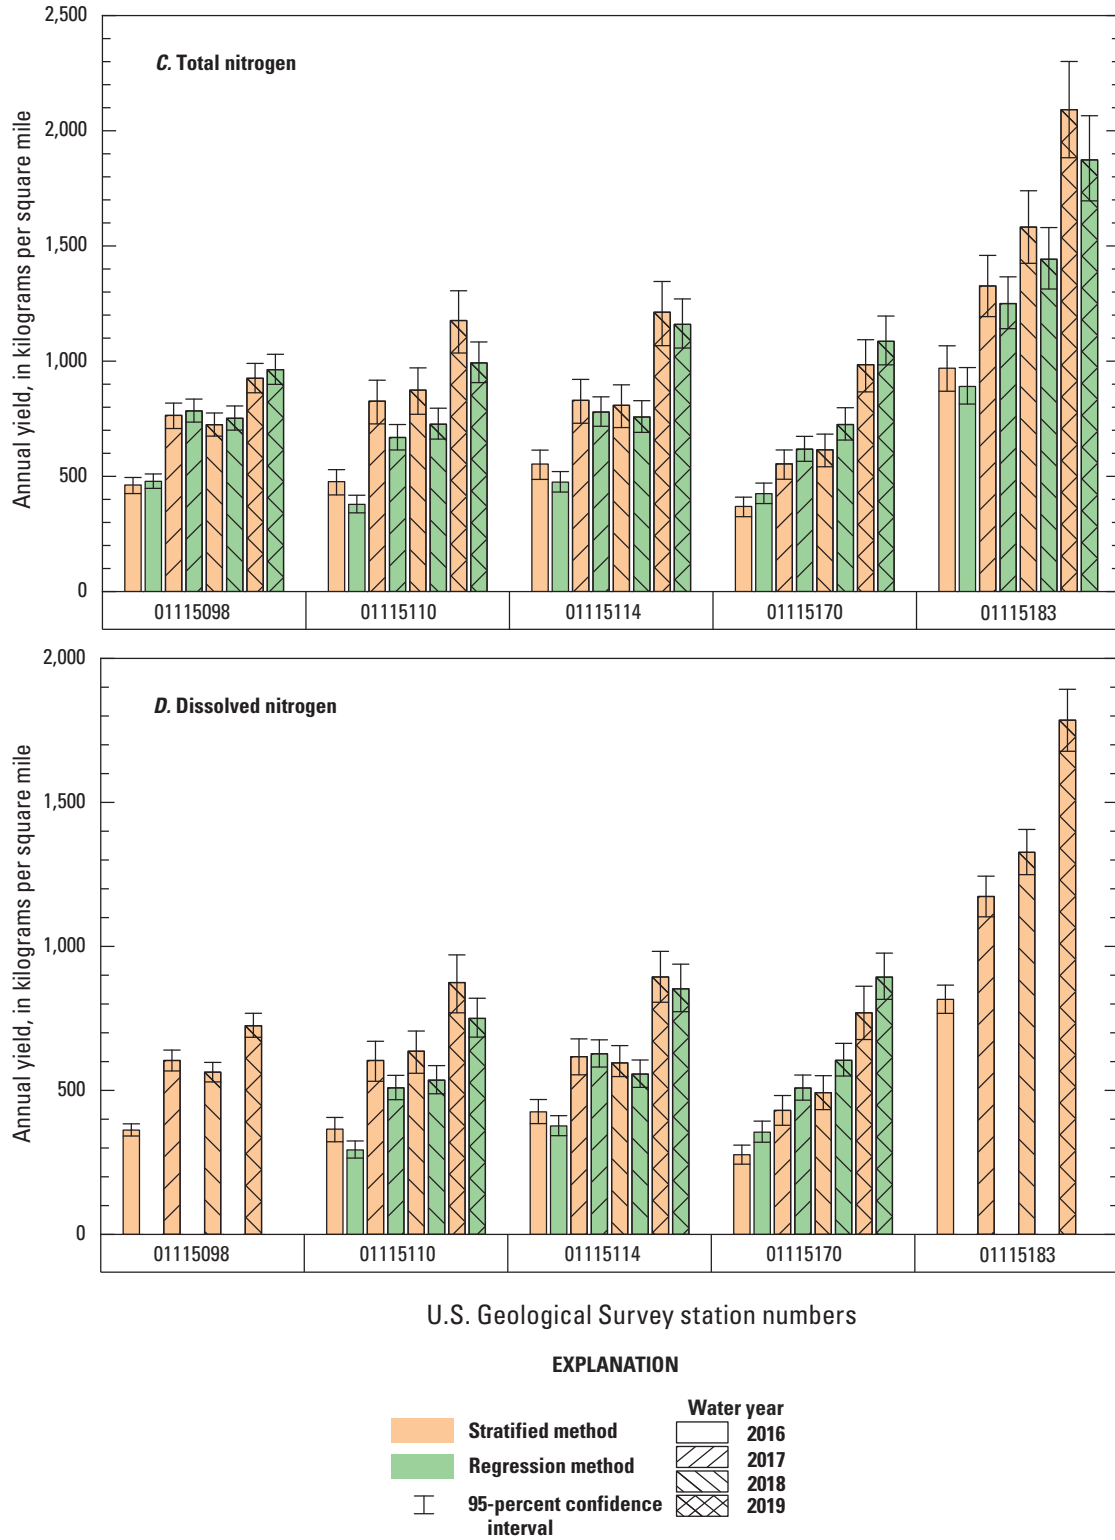 C. Total nitrogen
Annual yield, in kilograms per square mile
2,500
2,000
1,500
1,000
500
0
01115098 01115110 01115114 01115170 01115183
D. Dissolved nitrogen
Annual yield, in kilograms per square mile
2,000
1,500
1,000
500
0
01115098 01115110 01115114 01115170 01115183
U.S. Geological Survey station numbers
EXPLANATION
Stratified method
Regression method
95-percent confidence
interval
Water year
2016
2017
2018
2019